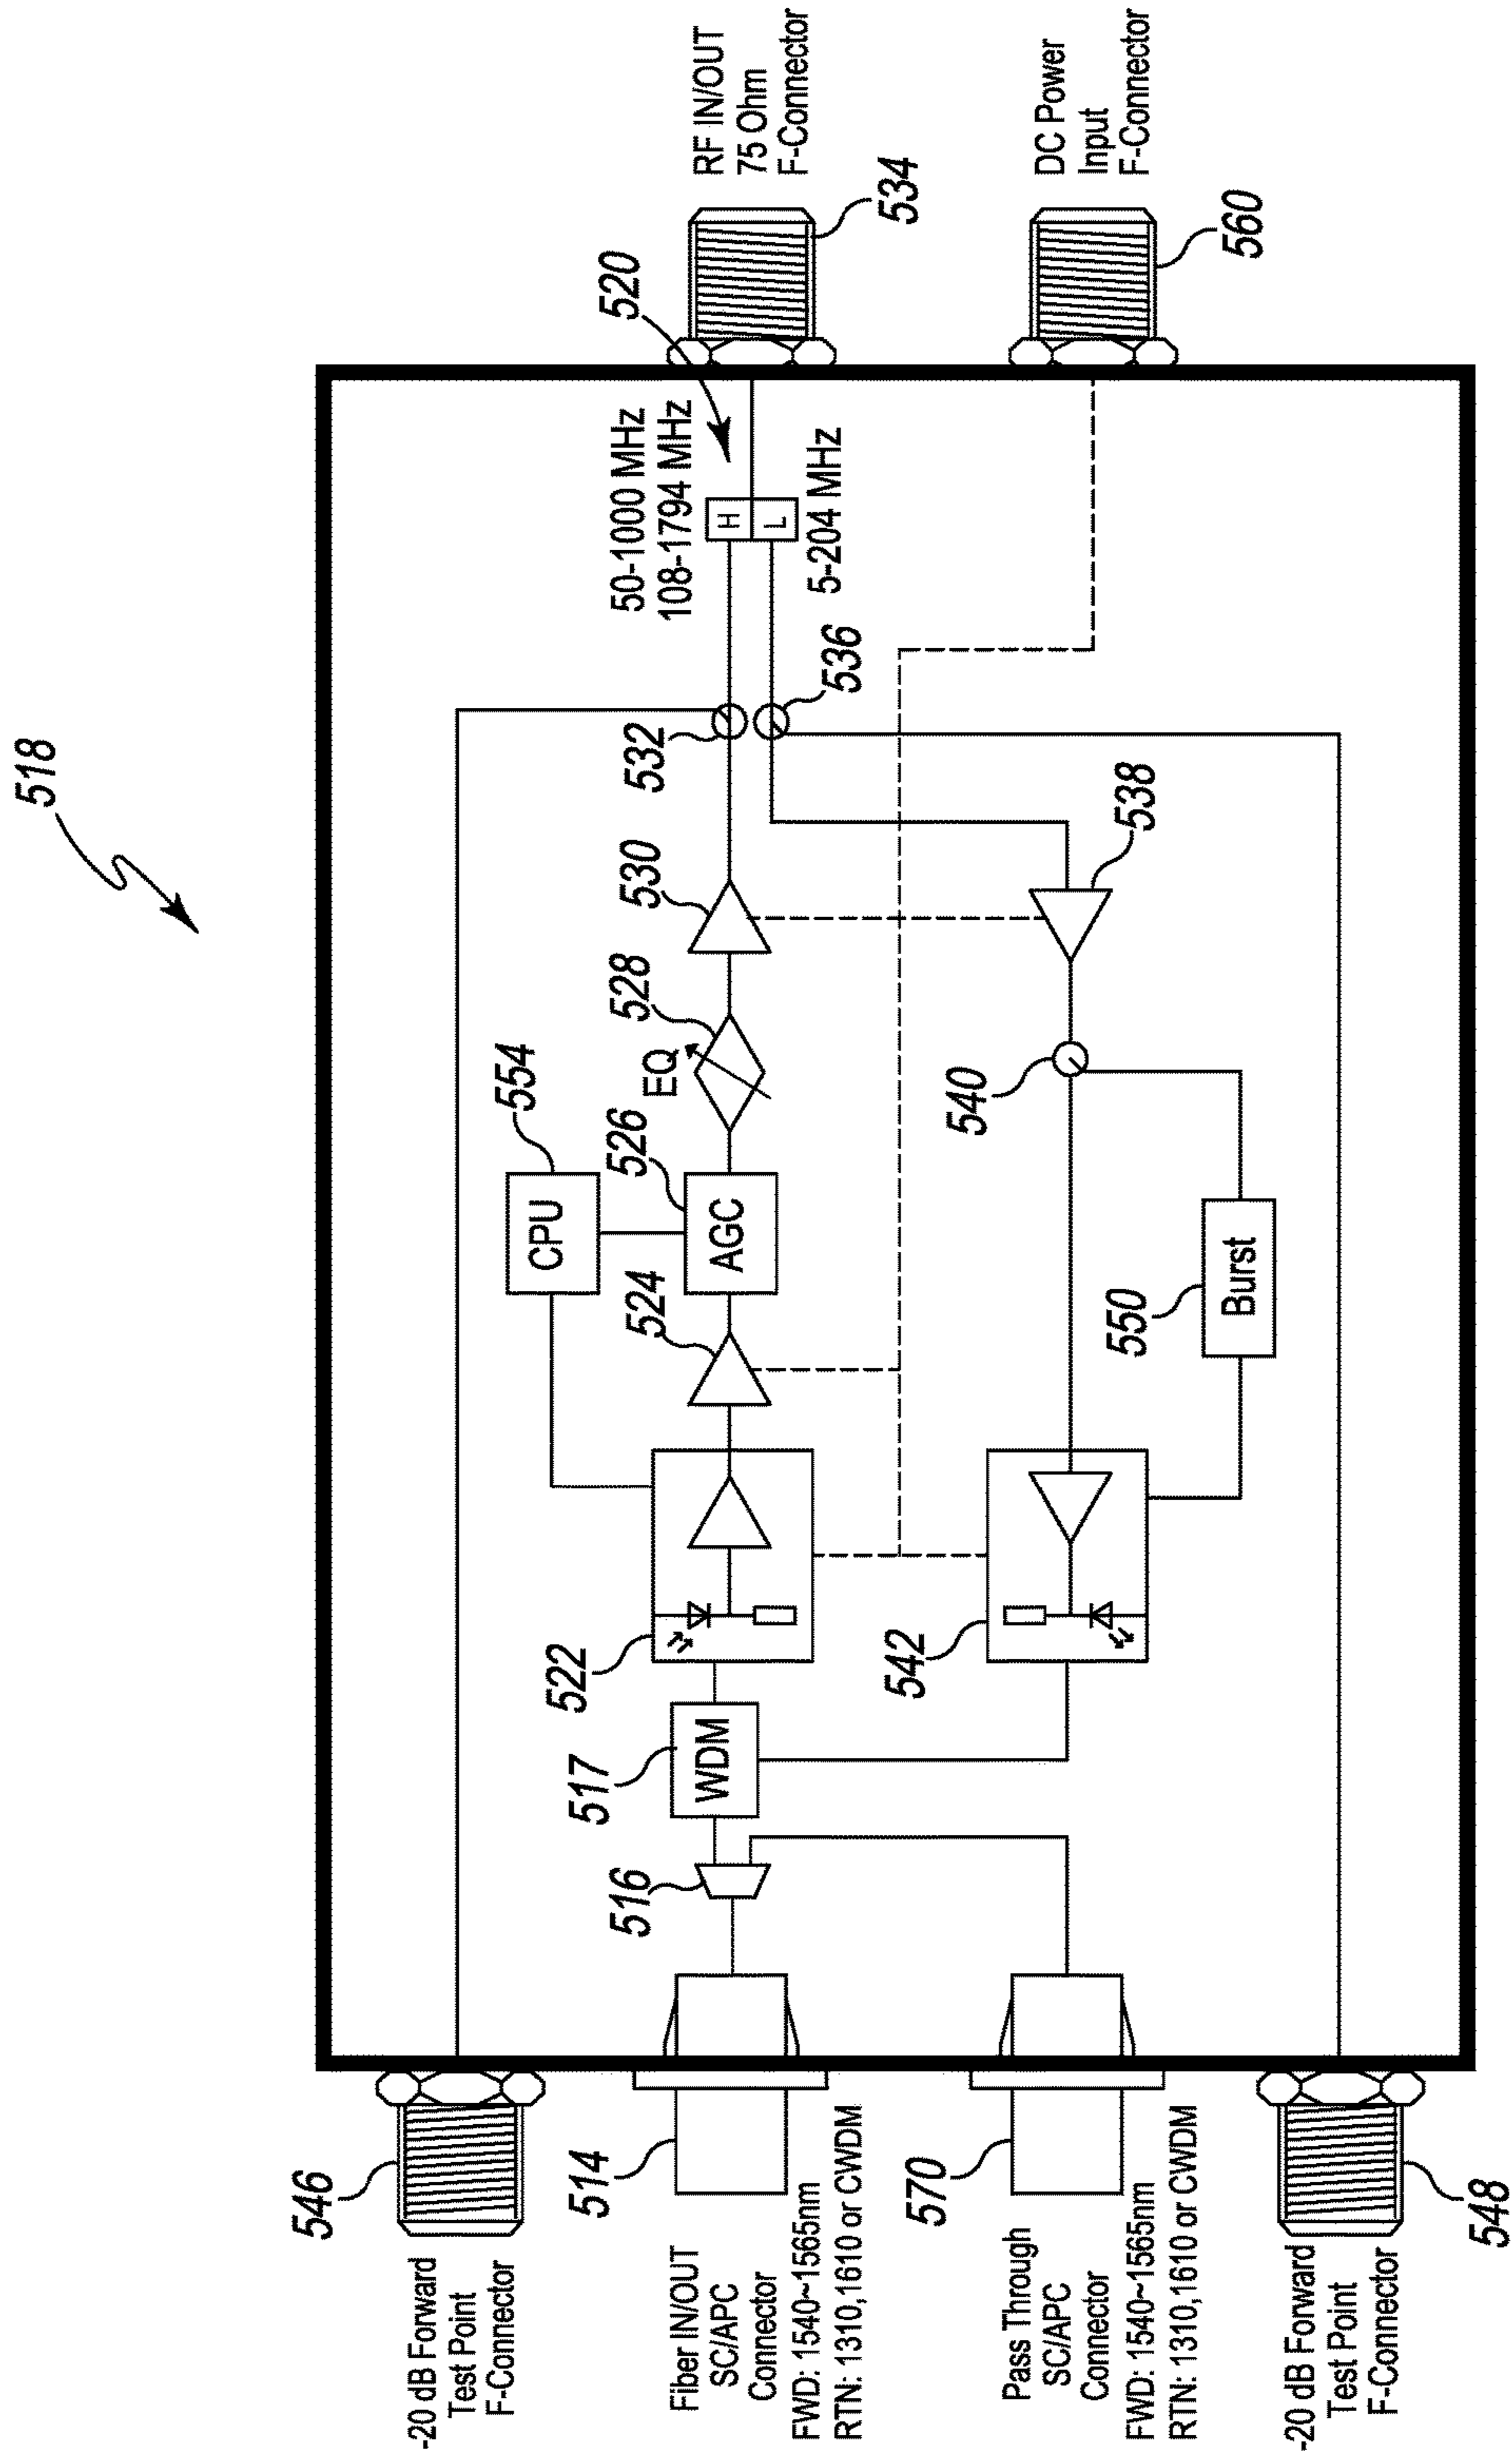 518
-20 dB Forward
Test Point
F-Connector
546
554
CPU
50-1000 MHz
108-1794 MHz
520
RF IN/OUT
75 Ohm
F-Connector
534
Fiber IN/OUT
SC/APC
Connector
FWD: 1540~1565nm
RTN: 1310,1610 or CWDM
514
516
517
WDM
522
524
526
AGC
EQ
528
530
532
H
L
5-204 MHz
536
Pass Through
SC/APC
Connector
FWD: 1540~1565nm
RTN: 1310,1610 or CWDM
570
542
540
538
DC Power
Input
F-Connector
560
550
Burst
-20 dB Forward
Test Point
F-Connector
548